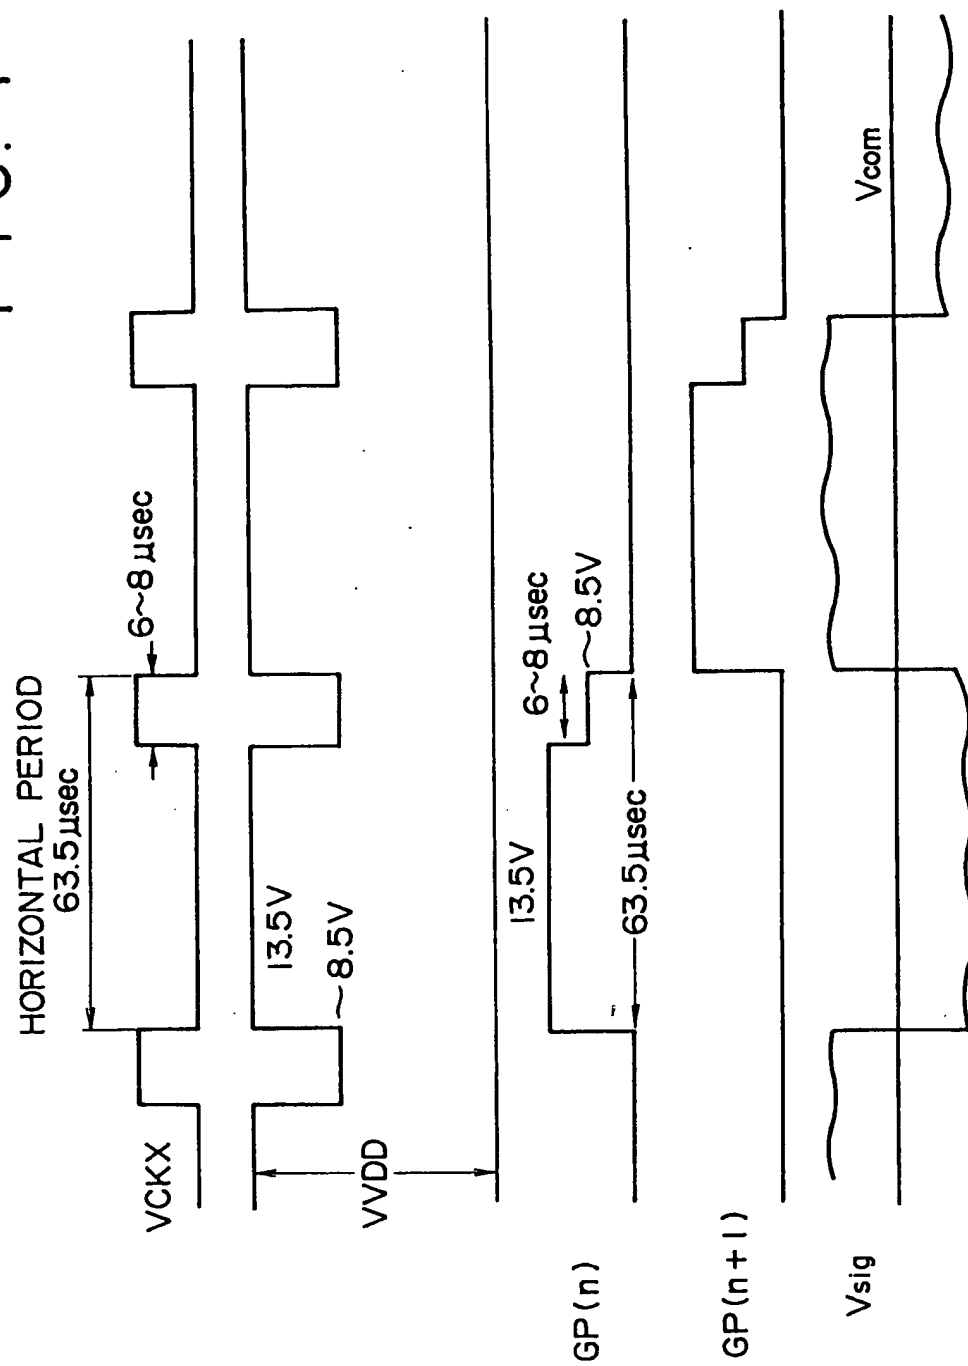 HORIZONTAL PERIOD
63.5μsec
6~8μsec
VCKX
13.5V
~8.5V
VVDD
6~8μsec
~8.5V
13.5V
63.5μsec
GP(n)
GP(n+1)
Vcom
Vsig